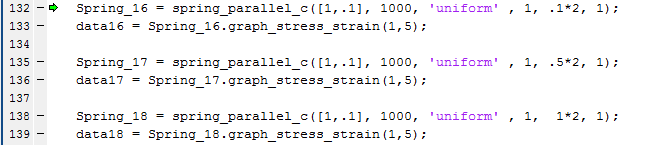 132 – Spring_16 = spring_parallel_c([1,.1], 1000, 'uniform' , 1, .1*2, 1);
133 – data16 = Spring_16.graph_stress_strain(1,5);
134
135 – Spring_17 = spring_parallel_c([1,.1], 1000, 'uniform' , 1, .5*2, 1);
136 – data17 = Spring_17.graph_stress_strain(1,5);
137
138 – Spring_18 = spring_parallel_c([1,.1], 1000, 'uniform' , 1,  1*2, 1);
139 – data18 = Spring_18.graph_stress_strain(1,5);